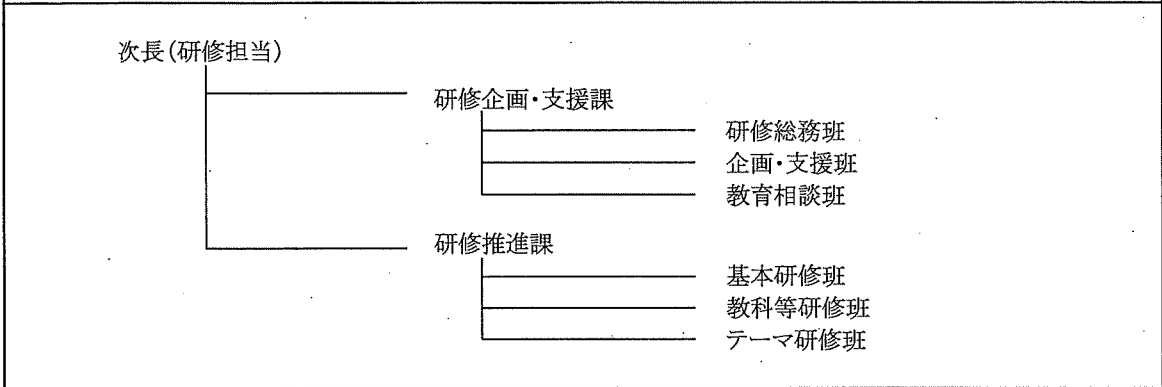 次長(研修担当)
研修企画・支援課
研修総務班
企画・支援班
教育相談班
研修推進課
基本研修班
教科等研修班
テーマ研修班